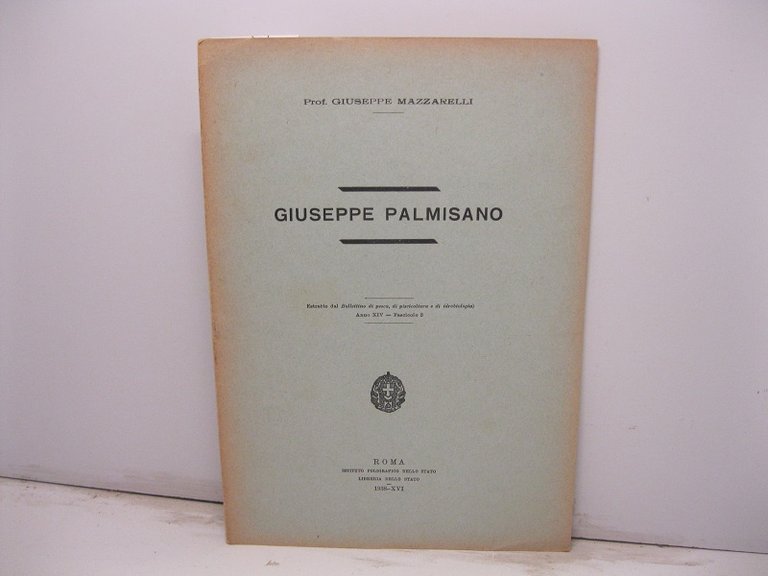 Prof. GIUSEPPE MAZZARELLI
GIUSEPPE PALMISANO
Estratto dal Bollettino di pesca, di piscicoltura e di idrobiologia)
ANNO XIV — Fascicolo 2
ROMA
ISTITUTO POLIGRAFICO DELLO STATO
LIBRERIA DELLO STATO
1938-XVI